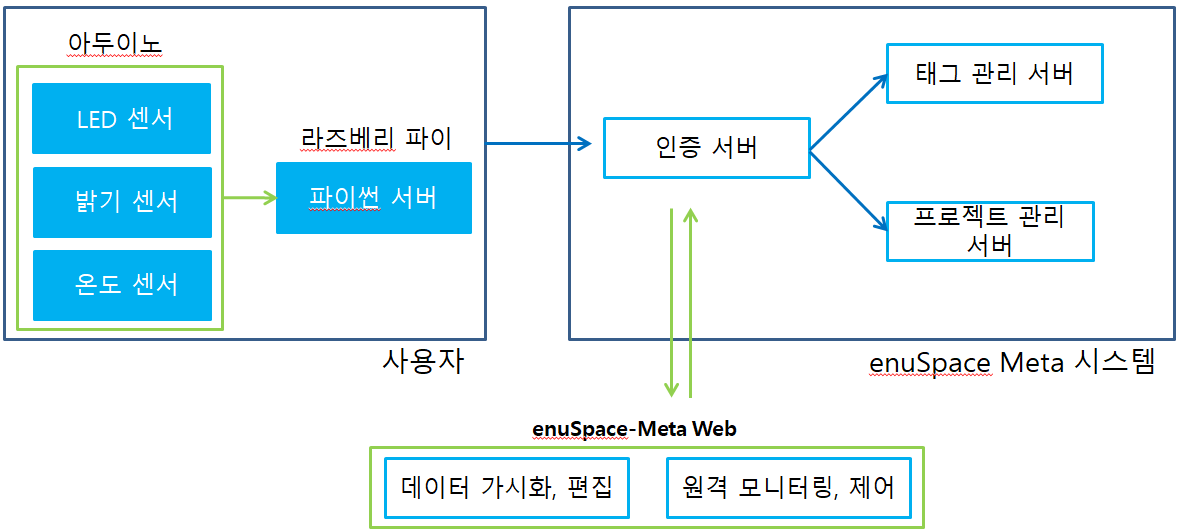 아두이노
LED 센서
밝기 센서
온도 센서
라즈베리 파이
파이썬 서버
사용자
인증 서버
태그 관리 서버
프로젝트 관리
서버
enuSpace Meta 시스템
enuSpace-Meta Web
데이터 가시화, 편집
원격 모니터링, 제어